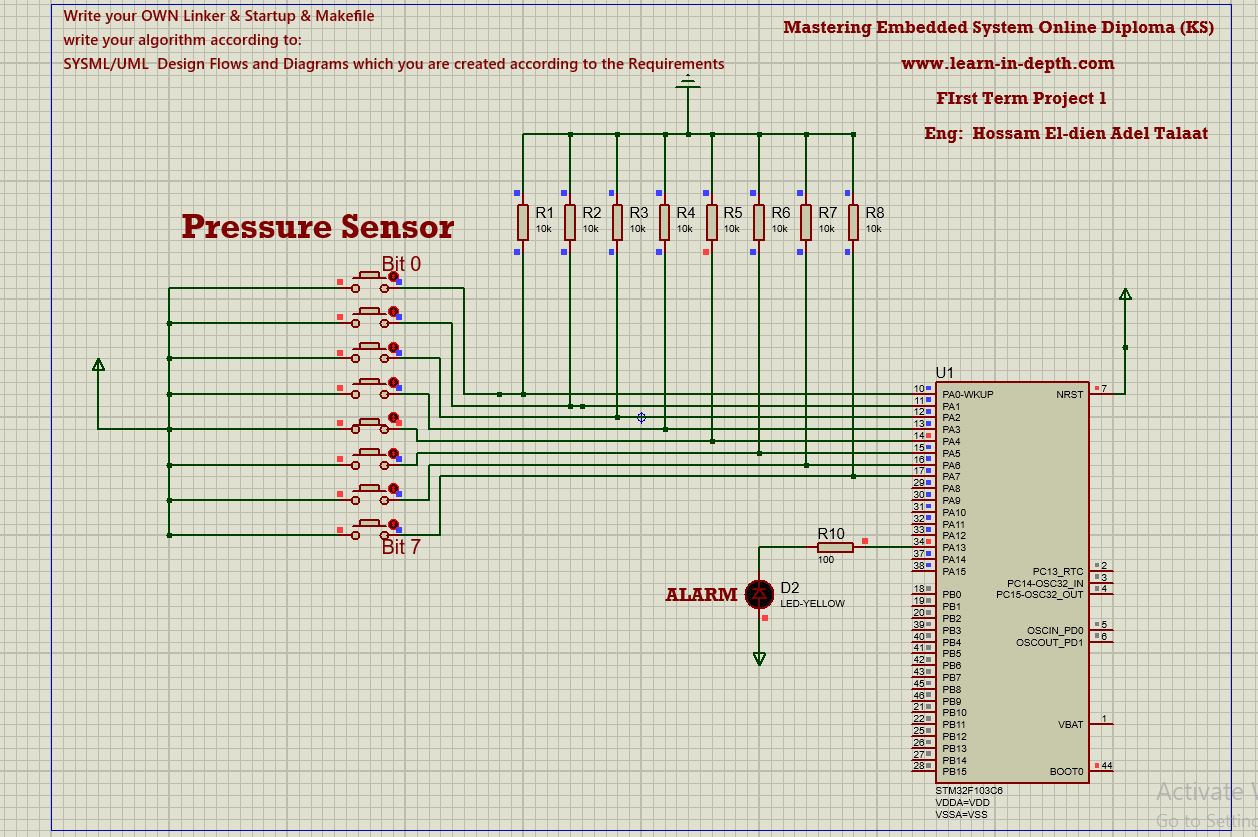 Write your OWN Linker & Startup & Makefile
write your algorithm according to:
SYSML/UML Design Flows and Diagrams which you are created according to the Requirements
Mastering Embedded System Online Diploma (KS)
www.learn-in-depth.com
FIrst Term Project 1
Eng: Hossam El-dien Adel Talaat
Pressure Sensor
Bit 0
Bit 7
R1
10k
R2
10k
R3
10k
R4
10k
R5
10k
R6
10k
R7
10k
R8
10k
R10
100
ALARM
D2
LED-YELLOW
U1
10 PA0-WKUP
11 PA1
12 PA2
13 PA3
14 PA4
15 PA5
16 PA6
17 PA7
29 PA8
30 PA9
31 PA10
32 PA11
33 PA12
34 PA13
37 PA14
38 PA15
18 PB0
19 PB1
20 PB2
39 PB3
40 PB4
41 PB5
42 PB6
43 PB7
45 PB8
46 PB9
21 PB10
22 PB11
25 PB12
26 PB13
27 PB14
28 PB15
NRST 7
PC13_RTC 2
PC14-OSC32_IN 3
PC15-OSC32_OUT 4
OSCIN_PD0 5
OSCOUT_PD1 6
VBAT 1
BOOT0 44
STM32F103C6
VDDA=VDD
VSSA=VSS
Activate
Go to Setting